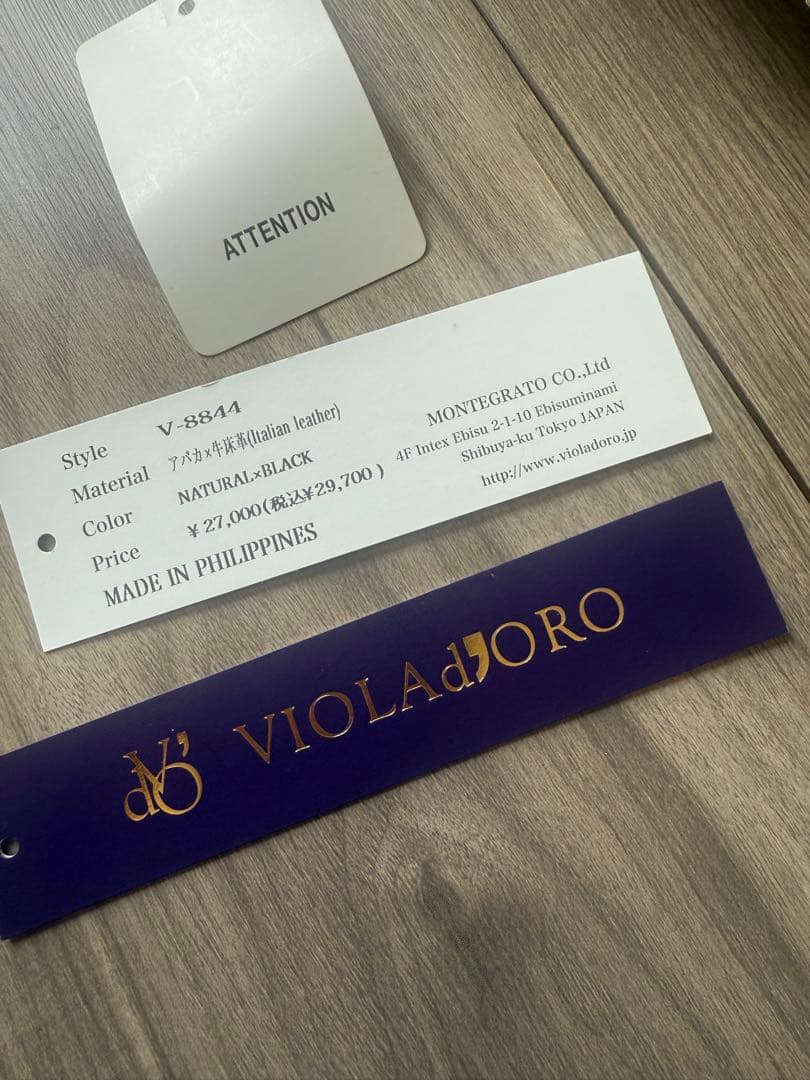 ATTENTION
Style V-8844
Material アバカ×牛床革(Italian leather)
Color NATURAL×BLACK
Price ¥27,000(税込¥29,700)
MADE IN PHILIPPINES
MONTEGRATO CO.,Ltd
4F Intex Ebisu 2-1-10 Ebisuminami
Shibuya-ku Tokyo JAPAN
http://www.violadoro.jp
Vd'O VIOLAd'ORO